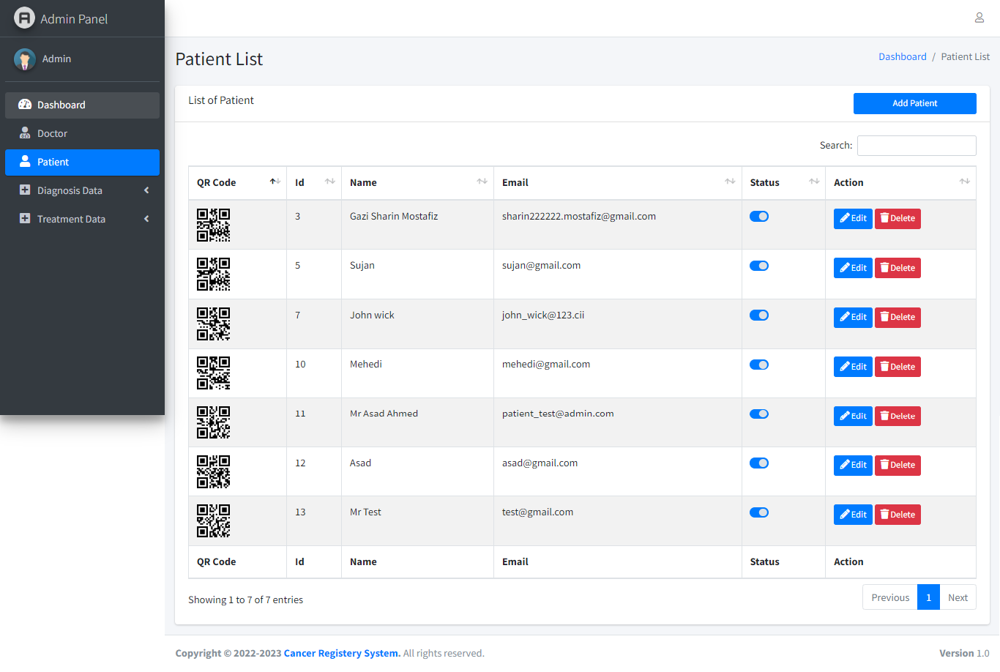 Admin Panel
Admin
Dashboard
Doctor
Patient
Diagnosis Data
Treatment Data
Patient List
Dashboard / Patient List
List of Patient
Add Patient
Search:
QR Code Id Name Email Status Action
3 Gazi Sharin Mostafiz sharin222222.mostafiz@gmail.com Edit Delete
5 Sujan sujan@gmail.com Edit Delete
7 John wick john_wick@123.cii Edit Delete
10 Mehedi mehedi@gmail.com Edit Delete
11 Mr Asad Ahmed patient_test@admin.com Edit Delete
12 Asad asad@gmail.com Edit Delete
13 Mr Test test@gmail.com Edit Delete
QR Code Id Name Email Status Action
Showing 1 to 7 of 7 entries
Previous 1 Next
Copyright © 2022-2023 Cancer Registery System. All rights reserved.
Version 1.0